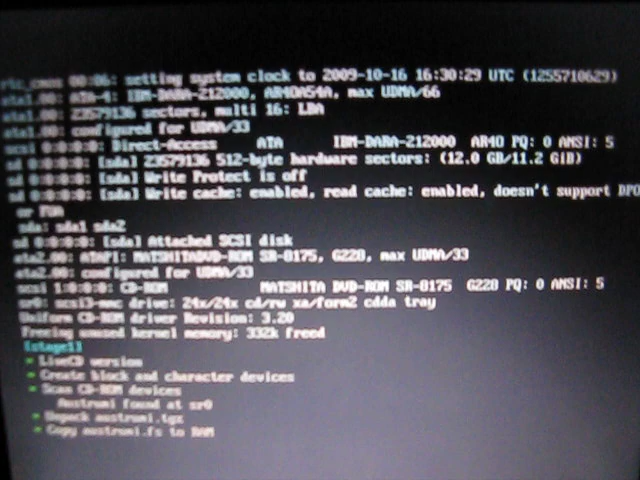 rtc_cmos 00:06: setting system clock to 2009-10-16 16:30:29 UTC (1255710629)
ata1.00: ATA-4: IBM-DARA-212000, AR4OA54A, max UDMA/66
ata1.00: 23579136 sectors, multi 16: LBA
ata1.00: configured for UDMA/33
scsi 0:0:0:0: Direct-Access ATA IBM-DARA-212000 AR4O PQ: 0 ANSI: 5
sd 0:0:0:0: [sda] 23579136 512-byte hardware sectors: (12.0 GB/11.2 GiB)
sd 0:0:0:0: [sda] Write Protect is off
sd 0:0:0:0: [sda] Write cache: enabled, read cache: enabled, doesn't support DPO
or FUA
sda: sda1 sda2
sd 0:0:0:0: [sda] Attached SCSI disk
ata2.00: ATAPI: MATSHITADVD-ROM SR-8175, G228, max UDMA/33
ata2.00: configured for UDMA/33
scsi 1:0:0:0: CD-ROM MATSHITA DVD-ROM SR-8175 G228 PQ: 0 ANSI: 5
sr0: scsi3-mmc drive: 24x/24x cd/rw xa/form2 cdda tray
Uniform CD-ROM driver Revision: 3.20
Freeing unused kernel memory: 332k freed
[stage1]
* LiveCD version
* Create block and character devices
* Scan CD-ROM devices
Austrumi found at sr0
* Unpack austrumi.tgz
* Copy austrumi.fs to RAM